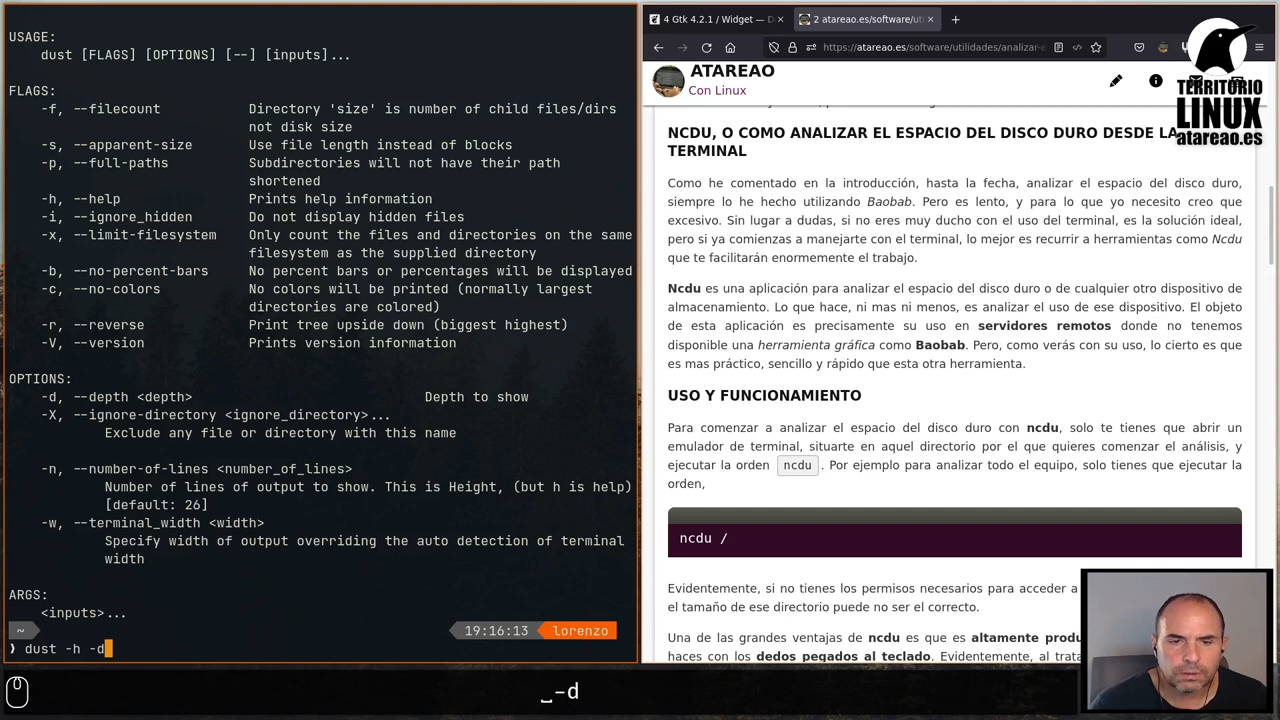 USAGE:
dust [FLAGS] [OPTIONS] [--] [inputs]...
FLAGS:
-f, --filecount Directory 'size' is number of child files/dirs
not disk size
-s, --apparent-size Use file length instead of blocks
-p, --full-paths Subdirectories will not have their path
shortened
-h, --help Prints help information
-i, --ignore_hidden Do not display hidden files
-x, --limit-filesystem Only count the files and directories on the same
filesystem as the supplied directory
-b, --no-percent-bars No percent bars or percentages will be displayed
-c, --no-colors No colors will be printed (normally largest
directories are colored)
-r, --reverse Print tree upside down (biggest highest)
-V, --version Prints version information
OPTIONS:
-d, --depth <depth> Depth to show
-X, --ignore-directory <ignore_directory>...
Exclude any file or directory with this name
-n, --number-of-lines <number_of_lines>
Number of lines of output to show. This is Height, (but h is help)
[default: 26]
-w, --terminal_width <width>
Specify width of output overriding the auto detection of terminal
width
ARGS:
<inputs>...
~ 19:16:13 lorenzo
❯ dust -h -d
4 Gtk 4.2.1 / Widget — D
2 atareao.es/software/uti
https://atareao.es/software/utilidades/analizar-e
ATAREAO
Con Linux
TERRITORIO
LINUX
atareao.es
NCDU, O COMO ANALIZAR EL ESPACIO DEL DISCO DURO DESDE LA
TERMINAL
Como he comentado en la introducción, hasta la fecha, analizar el espacio del disco duro,
siempre lo he hecho utilizando Baobab. Pero es lento, y para lo que yo necesito creo que
excesivo. Sin lugar a dudas, si no eres muy ducho con el uso del terminal, es la solución ideal,
pero si ya comienzas a manejarte con el terminal, lo mejor es recurrir a herramientas como Ncdu
que te facilitarán enormemente el trabajo.
Ncdu es una aplicación para analizar el espacio del disco duro o de cualquier otro dispositivo de
almacenamiento. Lo que hace, ni mas ni menos, es analizar el uso de ese dispositivo. El objeto
de esta aplicación es precisamente su uso en servidores remotos donde no tenemos
disponible una herramienta gráfica como Baobab. Pero, como verás con su uso, lo cierto es que
es mas práctico, sencillo y rápido que esta otra herramienta.
USO Y FUNCIONAMIENTO
Para comenzar a analizar el espacio del disco duro con ncdu, solo te tienes que abrir un
emulador de terminal, situarte en aquel directorio por el que quieres comenzar el análisis, y
ejecutar la orden ncdu . Por ejemplo para analizar todo el equipo, solo tienes que ejecutar la
orden,
ncdu /
Evidentemente, si no tienes los permisos necesarios para acceder a
el tamaño de ese directorio puede no ser el correcto.
Una de las grandes ventajas de ncdu es que es altamente produ
haces con los dedos pegados al teclado. Evidentemente, al trata
␣-d